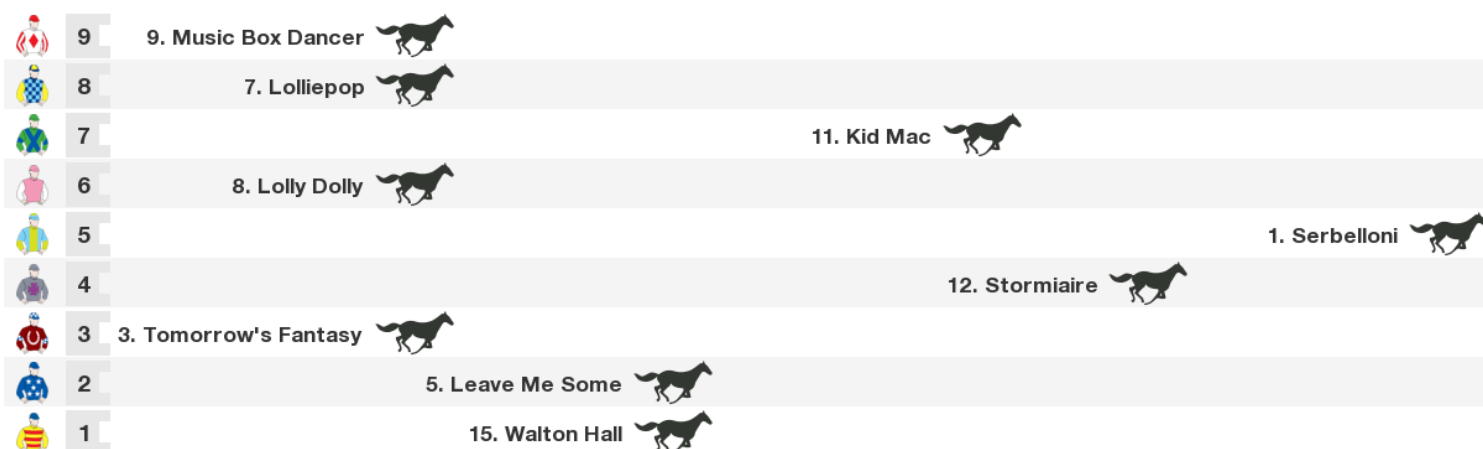 9 9. Music Box Dancer
8 7. Lolliepop
7 11. Kid Mac
6 8. Lolly Dolly
5 1. Serbelloni
4 12. Stormiaire
3 3. Tomorrow's Fantasy
2 5. Leave Me Some
1 15. Walton Hall